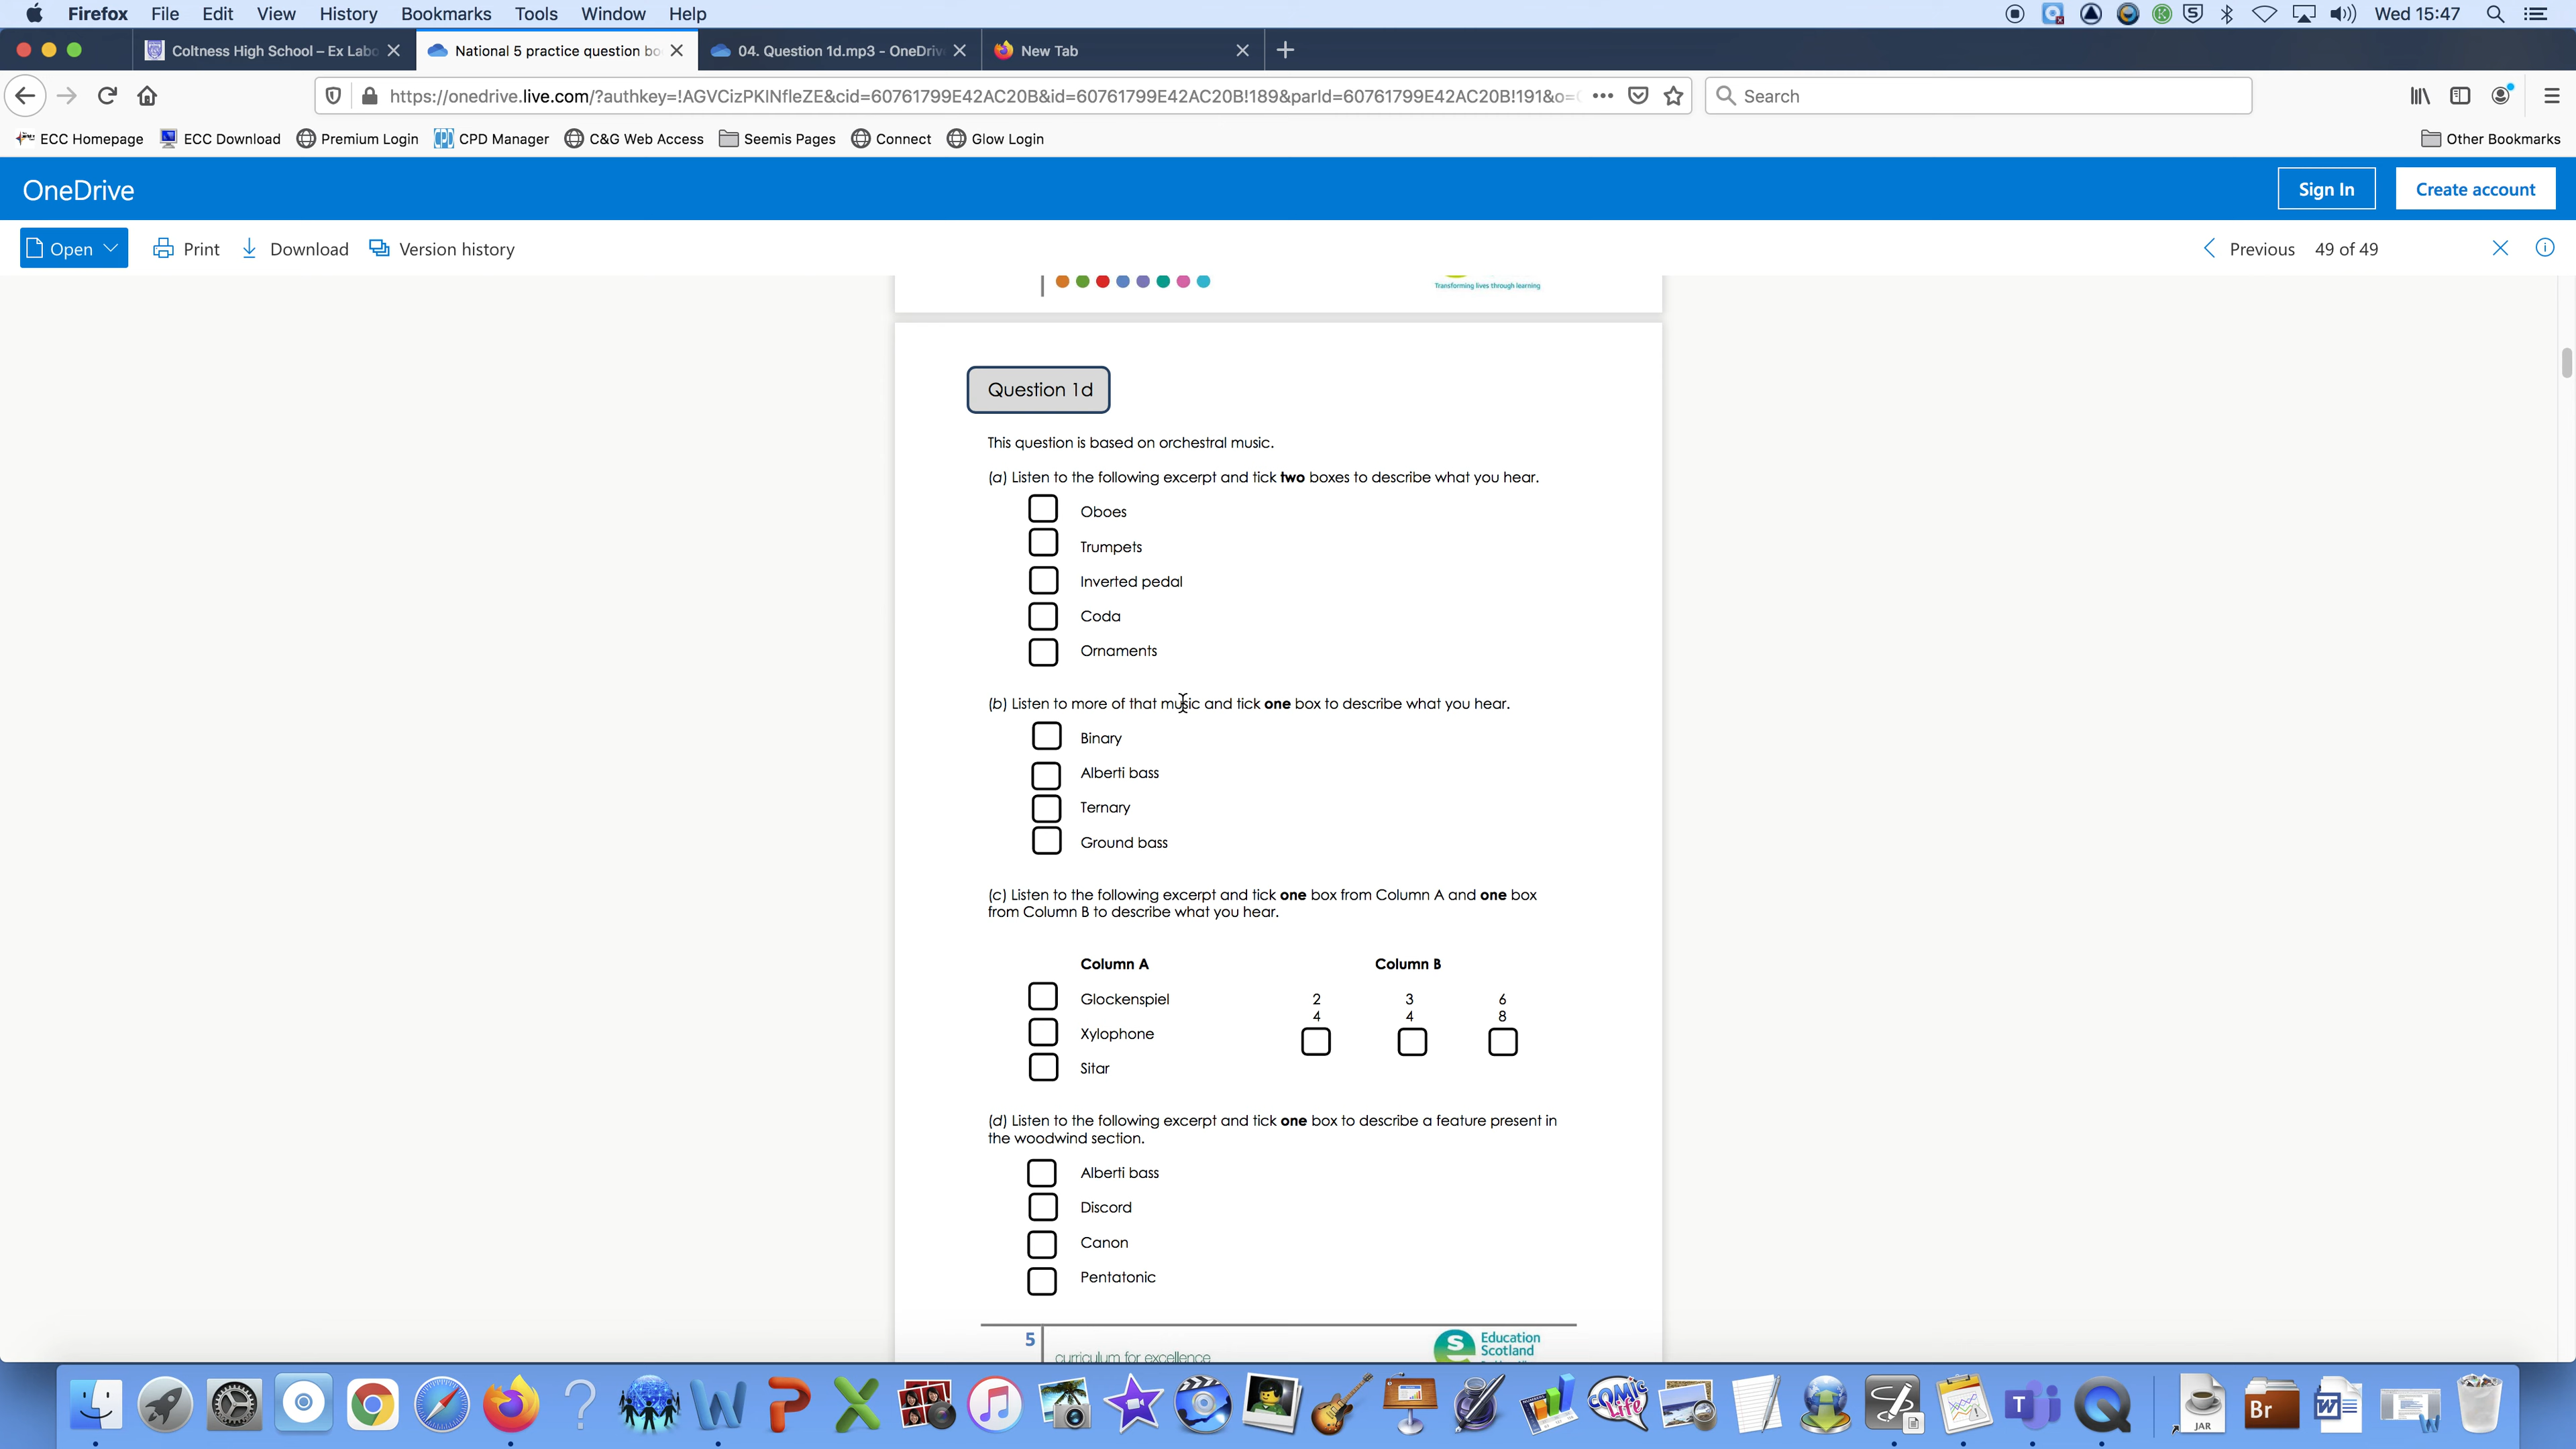 Firefox File Edit View History Bookmarks Tools Window Help Wed 15:47
Coltness High School – Ex Labo National 5 practice question bo 04. Question 1d.mp3 - OneDriv New Tab
https://onedrive.live.com/?authkey=!AGVCizPKINfleZE&cid=60761799E42AC20B&id=60761799E42AC20B!189&parId=60761799E42AC20B!191&o= Search
ECC Homepage ECC Download Premium Login CPD Manager C&G Web Access Seemis Pages Connect Glow Login Other Bookmarks
OneDrive Sign In Create account
Open Print Download Version history Previous 49 of 49
Transforming lives through learning
Question 1d
This question is based on orchestral music.
(a) Listen to the following excerpt and tick two boxes to describe what you hear.
Oboes
Trumpets
Inverted pedal
Coda
Ornaments
(b) Listen to more of that music and tick one box to describe what you hear.
Binary
Alberti bass
Ternary
Ground bass
(c) Listen to the following excerpt and tick one box from Column A and one box
from Column B to describe what you hear.
Column A Column B
Glockenspiel 2 3 6
4 4 8
Xylophone
Sitar
(d) Listen to the following excerpt and tick one box to describe a feature present in
the woodwind section.
Alberti bass
Discord
Canon
Pentatonic
5 Education
Scotland
curriculum for excellence
COMIC
Life
JAR
Br